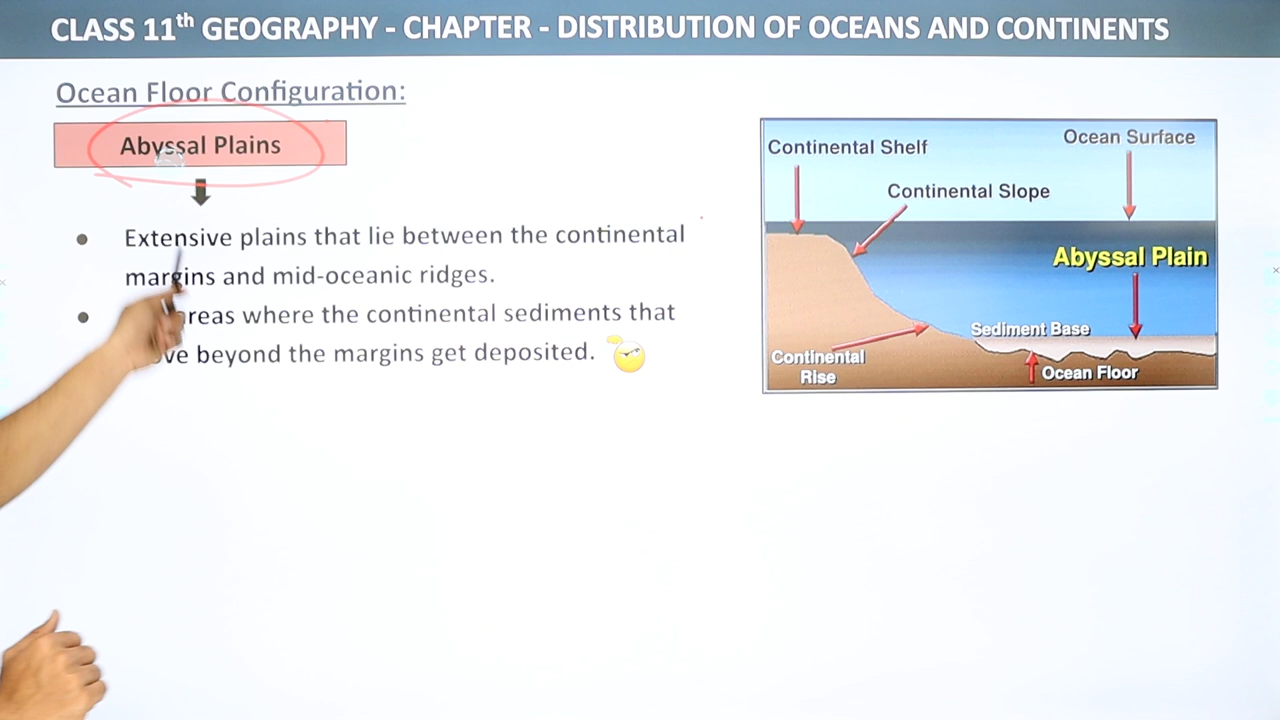 CLASS 11th GEOGRAPHY - CHAPTER - DISTRIBUTION OF OCEANS AND CONTINENTS
Ocean Floor Configuration:
Abyssal Plains
Extensive plains that lie between the continental
margins and mid-oceanic ridges.
where the continental sediments that
beyond the margins get deposited.
Continental Shelf
Ocean Surface
Continental Slope
Abyssal Plain
Sediment Base
Continental
Rise
Ocean Floor